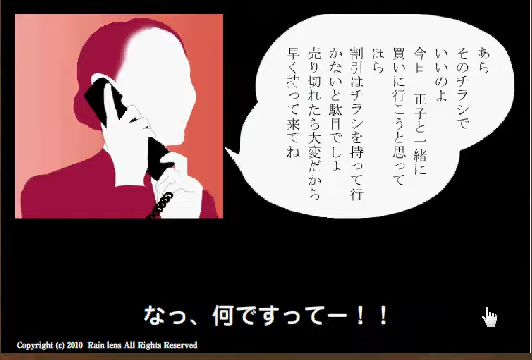 あら
そのチラシで
いいのよ
今日 正子と一緒に
買いに行こうと思って
ほら
割引はチラシを持って行
かないと駄目でしょ
売り切れたら大変だから
早く持って来てね
なっ、何ですってー！！
Copyright (c) 2010 Rain lens All Rights Reserved